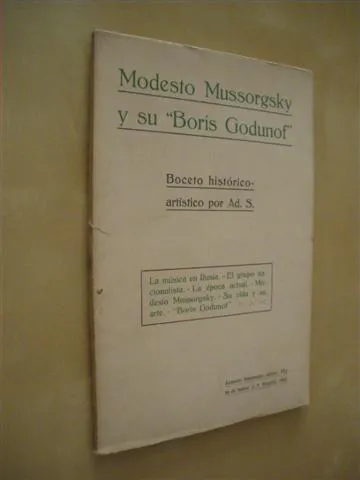 Modesto Mussorgsky
y su "Boris Godunof"
Boceto histórico-
artístico por Ad. S.
La música en Rusia. - El grupo na-
cionalista. - La época actual. - Mo-
desto Mussorgsky. - Su vida y su
arte. - "Boris Godunof"